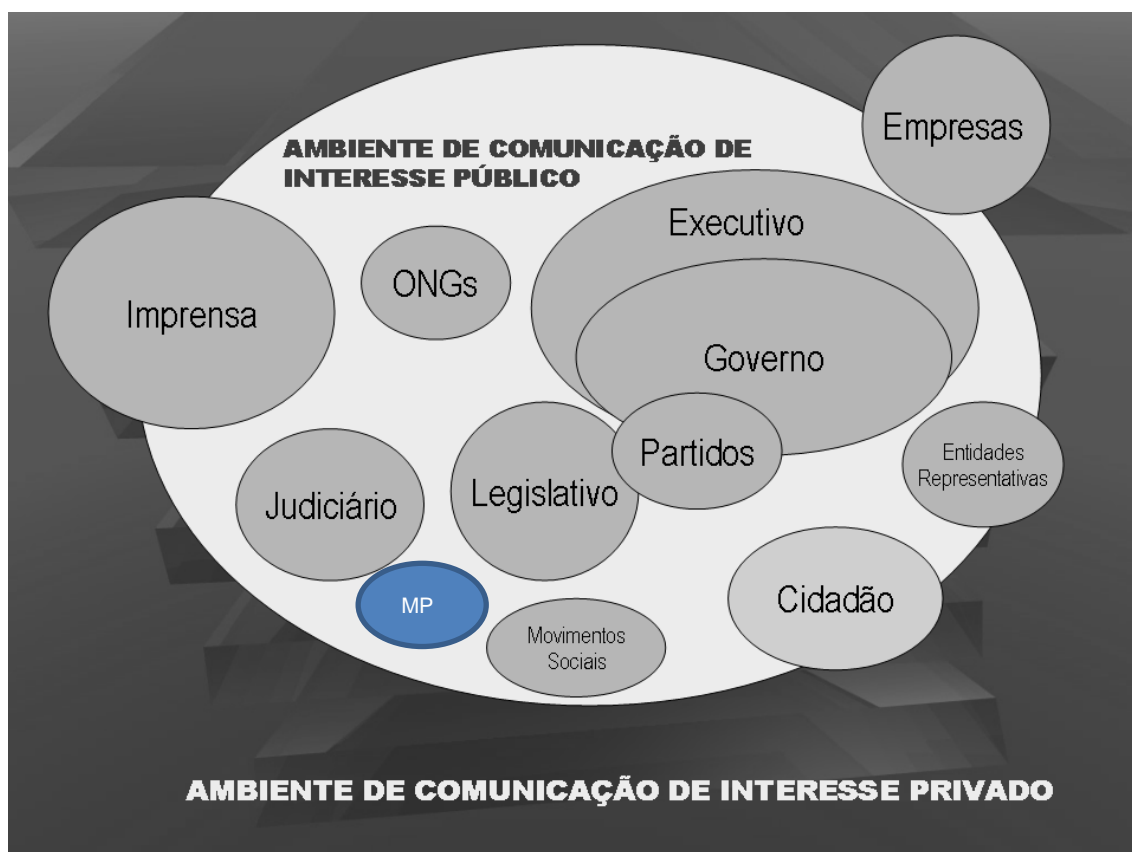 Empresas
AMBIENTE DE COMUNICAÇÃO DE
INTERESSE PÚBLICO
Executivo
ONGs
Imprensa
Governo
Partidos
Entidades
Representativas
Legislativo
Judiciário
Cidadão
MP
Movimentos
Sociais
AMBIENTE DE COMUNICAÇÃO DE INTERESSE PRIVADO